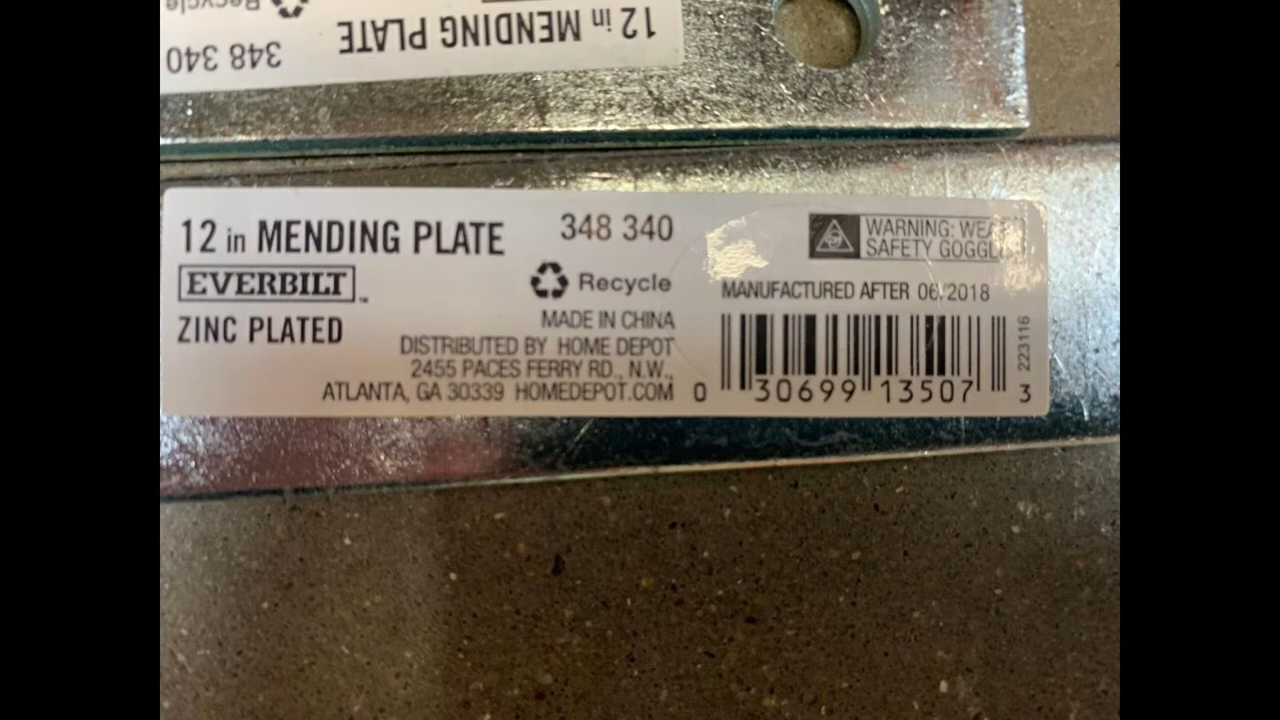 Recycle
348 340
12 in MENDING PLATE
12 in MENDING PLATE
348 340
WARNING: WEAR
SAFETY GOGGL
EVERBILT™
Recycle
MANUFACTURED AFTER 06/2018
ZINC PLATED
MADE IN CHINA
DISTRIBUTED BY HOME DEPOT
2455 PACES FERRY RD., N.W.,
ATLANTA, GA 30339 HOMEDEPOT.COM
0 30699 13507 3
223116